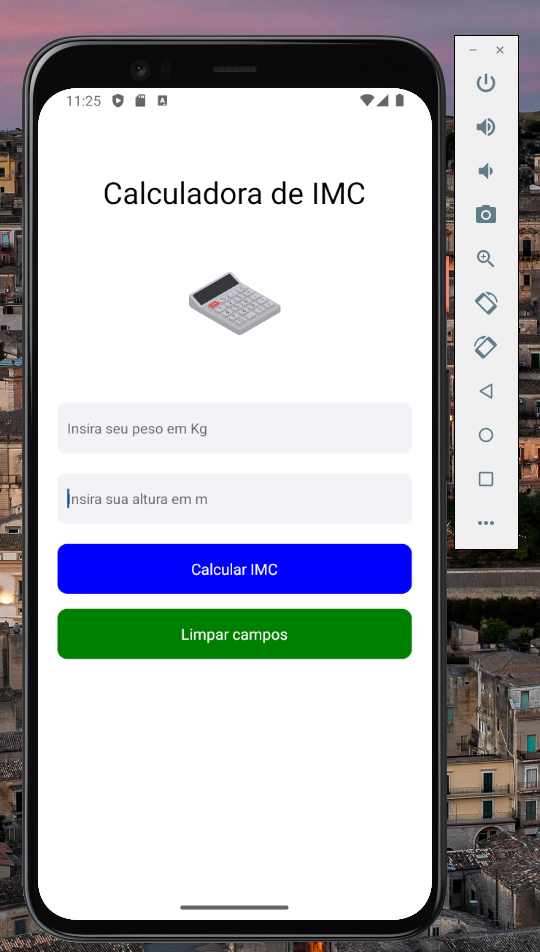 11:25
Calculadora de IMC
Insira seu peso em Kg
Insira sua altura em m
Calcular IMC
Limpar campos